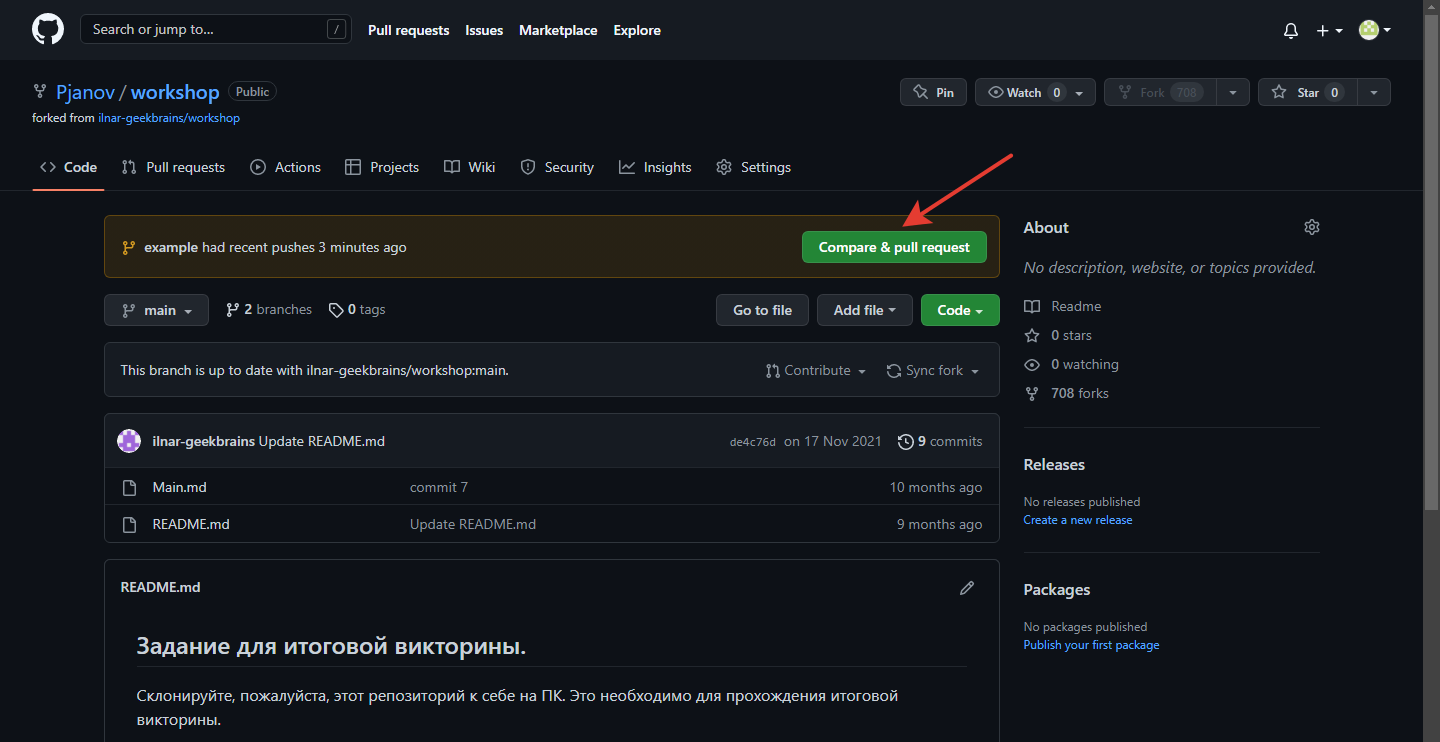 Search or jump to... /
Pull requests Issues Marketplace Explore
Pjanov / workshop Public
forked from ilnar-geekbrains/workshop
Pin Watch 0 Fork 708 Star 0
Code Pull requests Actions Projects Wiki Security Insights Settings
example had recent pushes 3 minutes ago Compare & pull request
main 2 branches 0 tags Go to file Add file Code
This branch is up to date with ilnar-geekbrains/workshop:main. Contribute Sync fork
ilnar-geekbrains Update README.md de4c76d on 17 Nov 2021 9 commits
Main.md commit 7 10 months ago
README.md Update README.md 9 months ago
README.md
Задание для итоговой викторины.
Склонируйте, пожалуйста, этот репозиторий к себе на ПК. Это необходимо для прохождения итоговой
викторины.
About
No description, website, or topics provided.
Readme
0 stars
0 watching
708 forks
Releases
No releases published
Create a new release
Packages
No packages published
Publish your first package